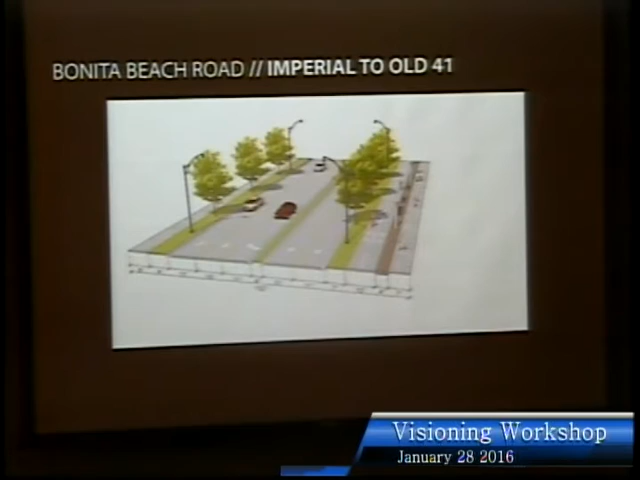 BONITA BEACH ROAD // IMPERIAL TO OLD 41
Visioning Workshop
January 28 2016